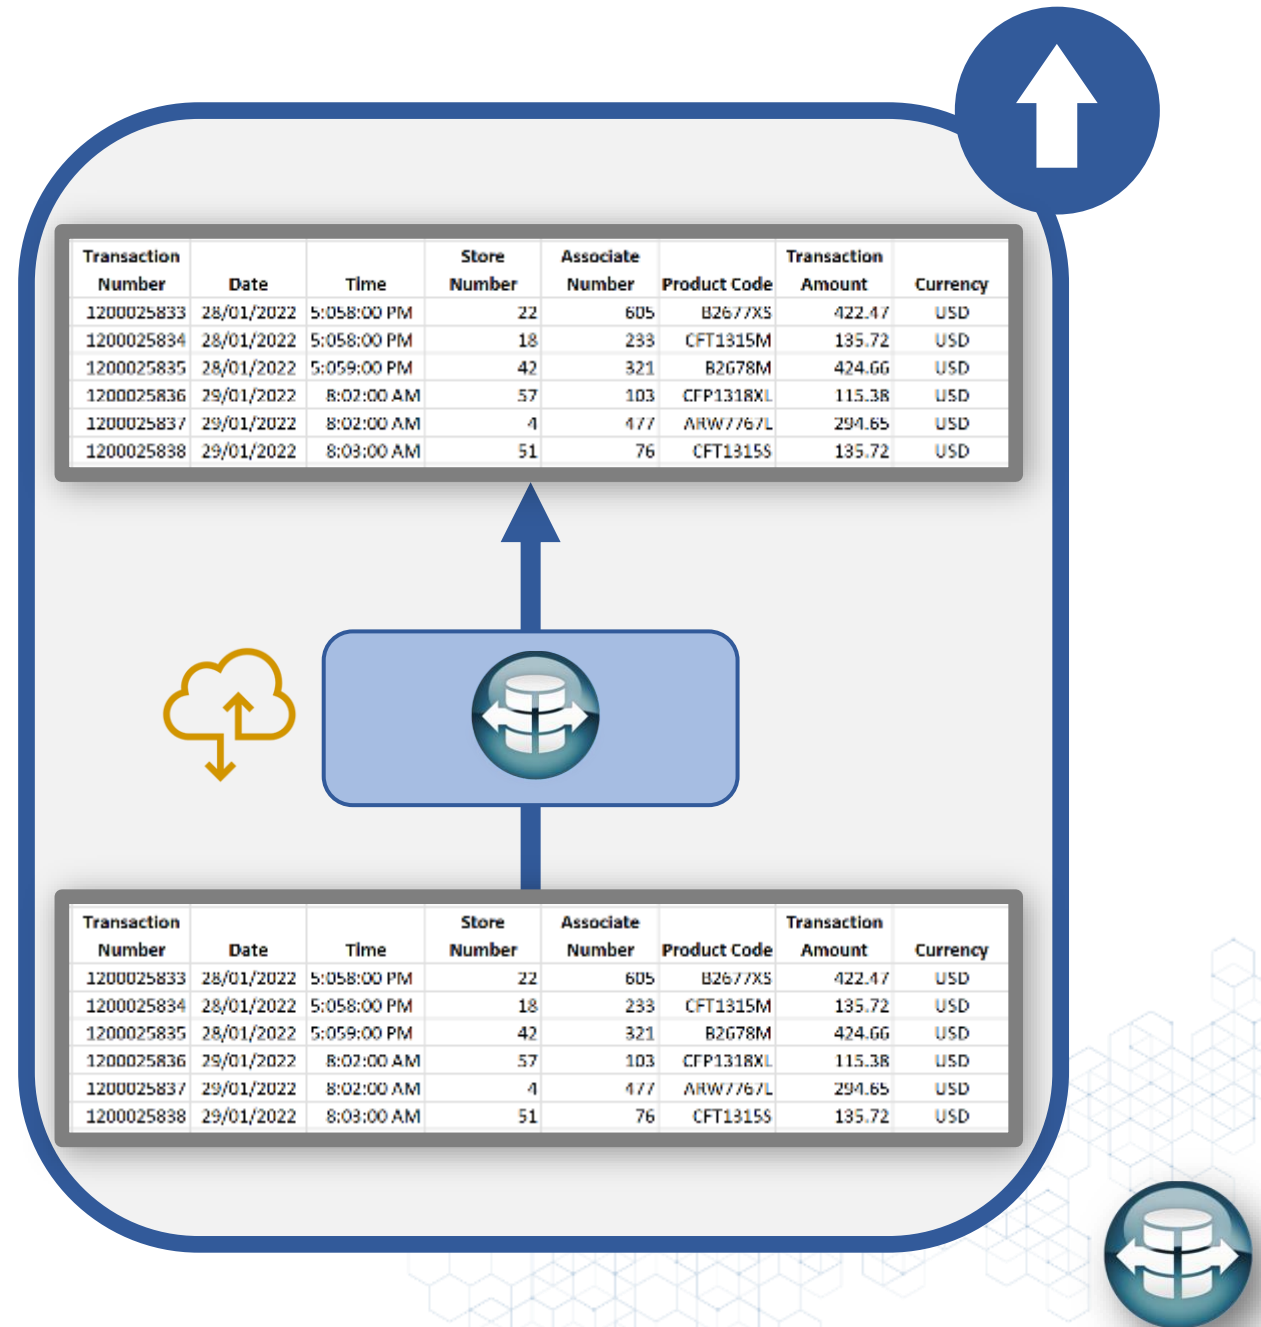 Transaction Number Date Time Store Number Associate Number Product Code Transaction Amount Currency
1200025833 28/01/2022 5:058:00 PM 22 605 B2677XS 422.47 USD
1200025834 28/01/2022 5:058:00 PM 18 233 CFT1315M 135.72 USD
1200025835 28/01/2022 5:059:00 PM 42 321 B2678M 424.66 USD
1200025836 29/01/2022 8:02:00 AM 57 103 CFP1318XL 115.38 USD
1200025837 29/01/2022 8:02:00 AM 4 477 ARW7767L 294.65 USD
1200025838 29/01/2022 8:03:00 AM 51 76 CFT1315S 135.72 USD
Transaction Number Date Time Store Number Associate Number Product Code Transaction Amount Currency
1200025833 28/01/2022 5:058:00 PM 22 605 B2677XS 422.47 USD
1200025834 28/01/2022 5:058:00 PM 18 233 CFT1315M 135.72 USD
1200025835 28/01/2022 5:059:00 PM 42 321 B2678M 424.66 USD
1200025836 29/01/2022 8:02:00 AM 57 103 CFP1318XL 115.38 USD
1200025837 29/01/2022 8:02:00 AM 4 477 ARW7767L 294.65 USD
1200025838 29/01/2022 8:03:00 AM 51 76 CFT1315S 135.72 USD